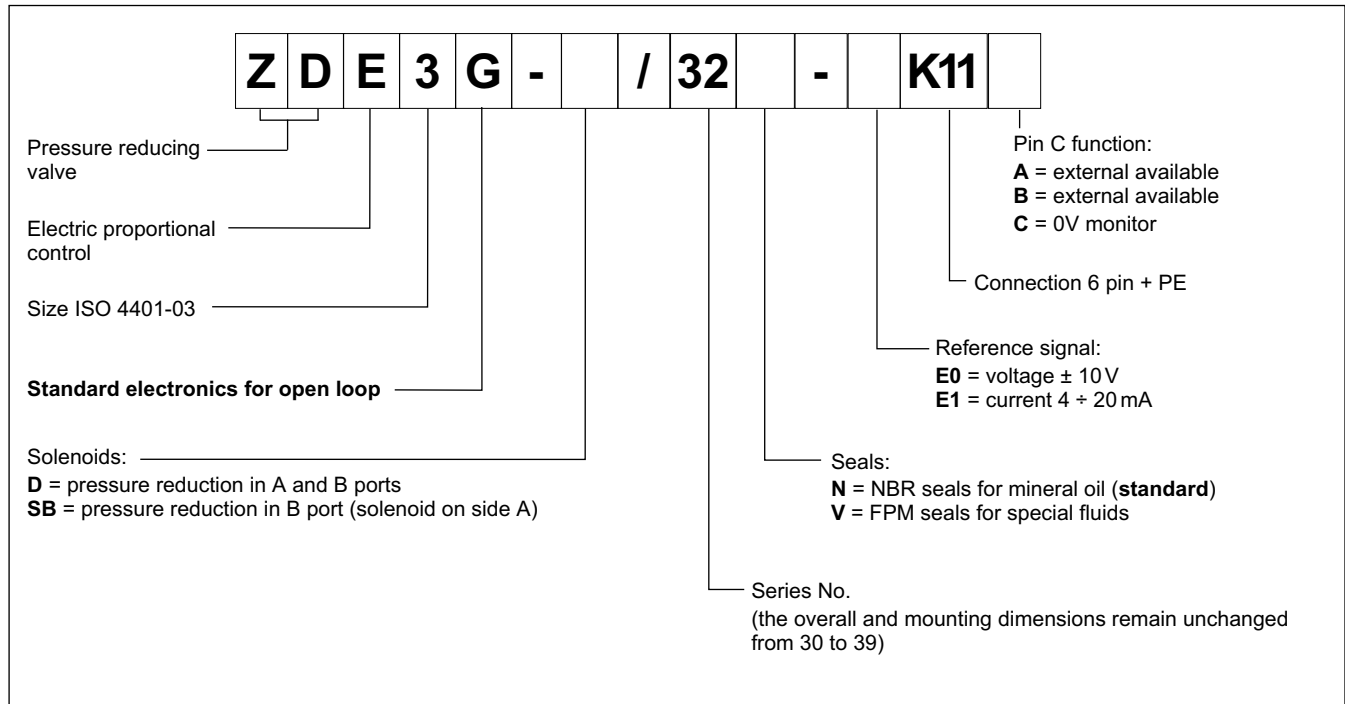 Z D E 3 G - / 32 - K11
Pressure reducing
valve
Electric proportional
control
Size ISO 4401-03
Standard electronics for open loop
Solenoids:
D = pressure reduction in A and B ports
SB = pressure reduction in B port (solenoid on side A)
Pin C function:
A = external available
B = external available
C = 0V monitor
Connection 6 pin + PE
Reference signal:
E0 = voltage ± 10 V
E1 = current 4 ÷ 20 mA
Seals:
N = NBR seals for mineral oil (standard)
V = FPM seals for special fluids
Series No.
(the overall and mounting dimensions remain unchanged
from 30 to 39)